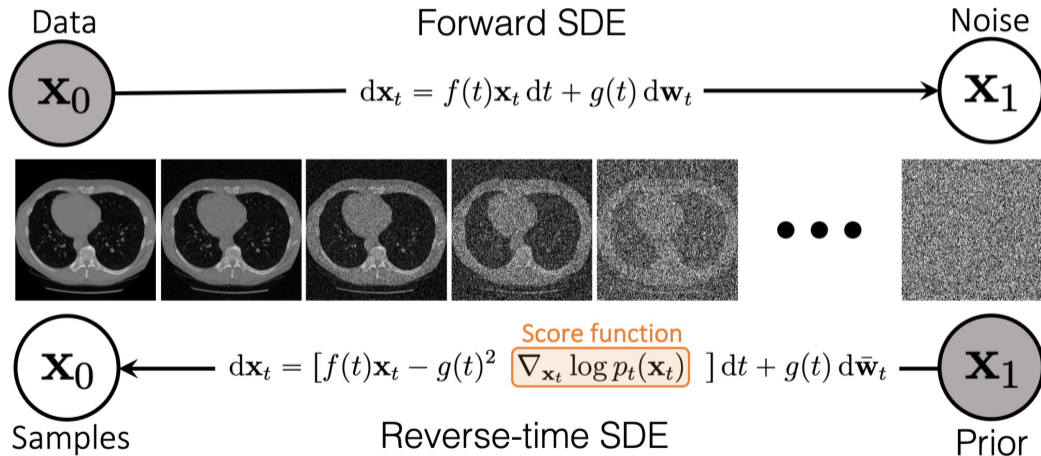 Data
Forward SDE
Noise
𝐱₀
d𝐱ₜ = f(t)𝐱ₜ dt + g(t) d𝐰ₜ
𝐱₁
Score function
𝐱₀
d𝐱ₜ = [f(t)𝐱ₜ − g(t)² ∇𝐱ₜ log pₜ(𝐱ₜ) ] dt + g(t) d𝐰̄ₜ
𝐱₁
Samples
Reverse-time SDE
Prior